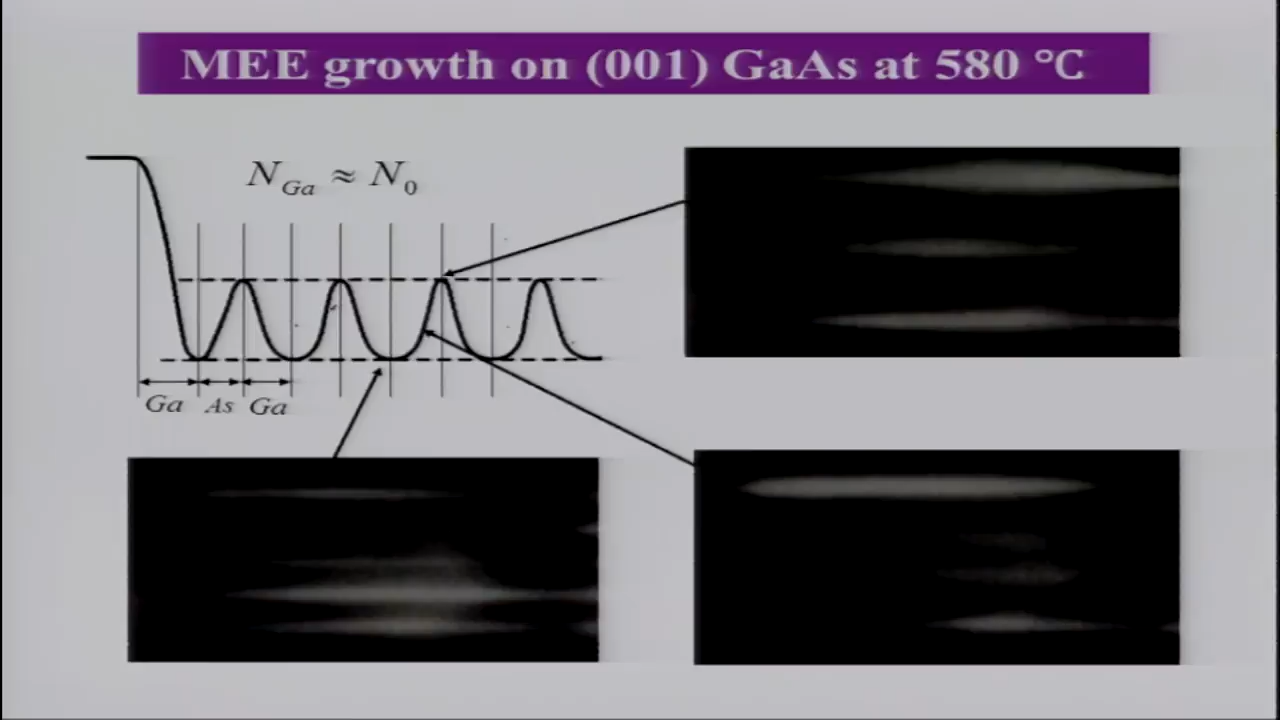 MEE growth on (001) GaAs at 580 ℃
N_Ga ≈ N_0
Ga As Ga